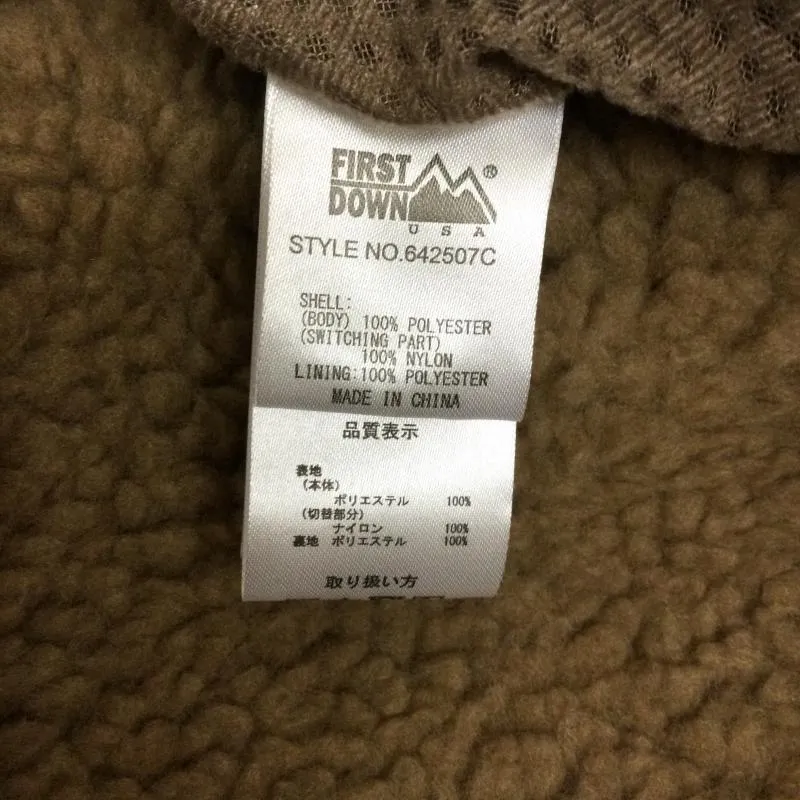 FIRST
DOWN
®
USA
STYLE NO.642507C
SHELL:
(BODY) 100% POLYESTER
(SWITCHING PART)
100% NYLON
LINING:100% POLYESTER
MADE IN CHINA
品質表示
表地
(本体)
ポリエステル 100%
(切替部分)
ナイロン 100%
裏地 ポリエステル 100%
取り扱い方